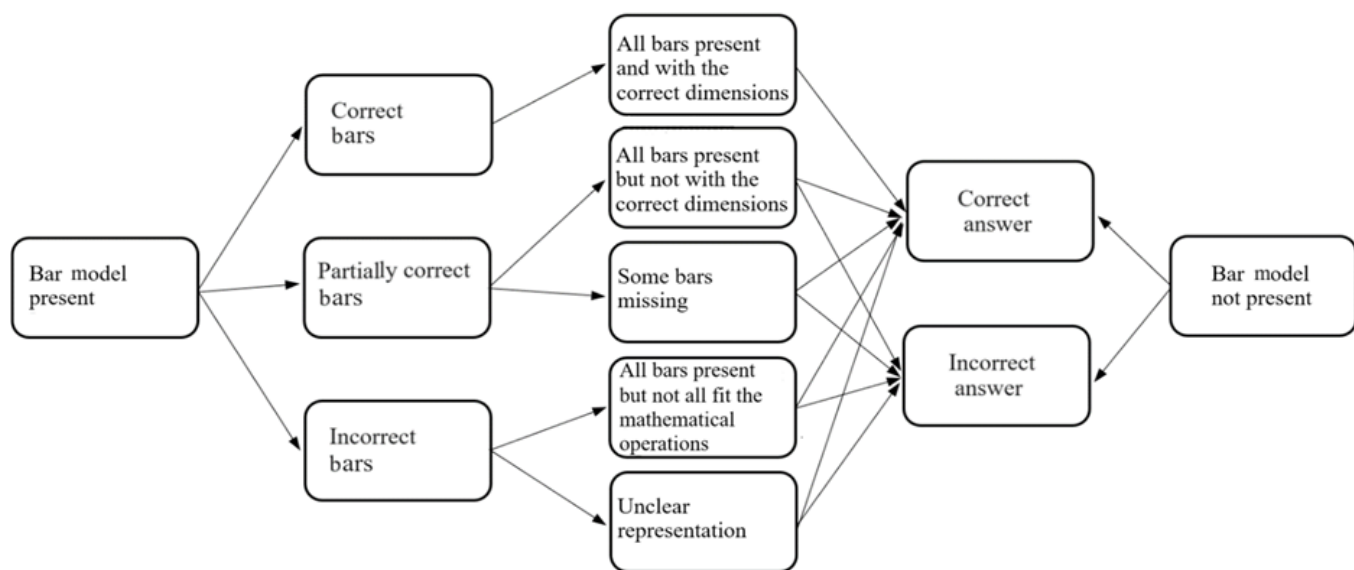 Bar model
present
Correct
bars
Partially correct
bars
Incorrect
bars
All bars present
and with the
correct dimensions
All bars present
but not with the
correct dimensions
Some bars
missing
All bars present
but not all fit the
mathematical
operations
Unclear
representation
Correct
answer
Incorrect
answer
Bar model
not present